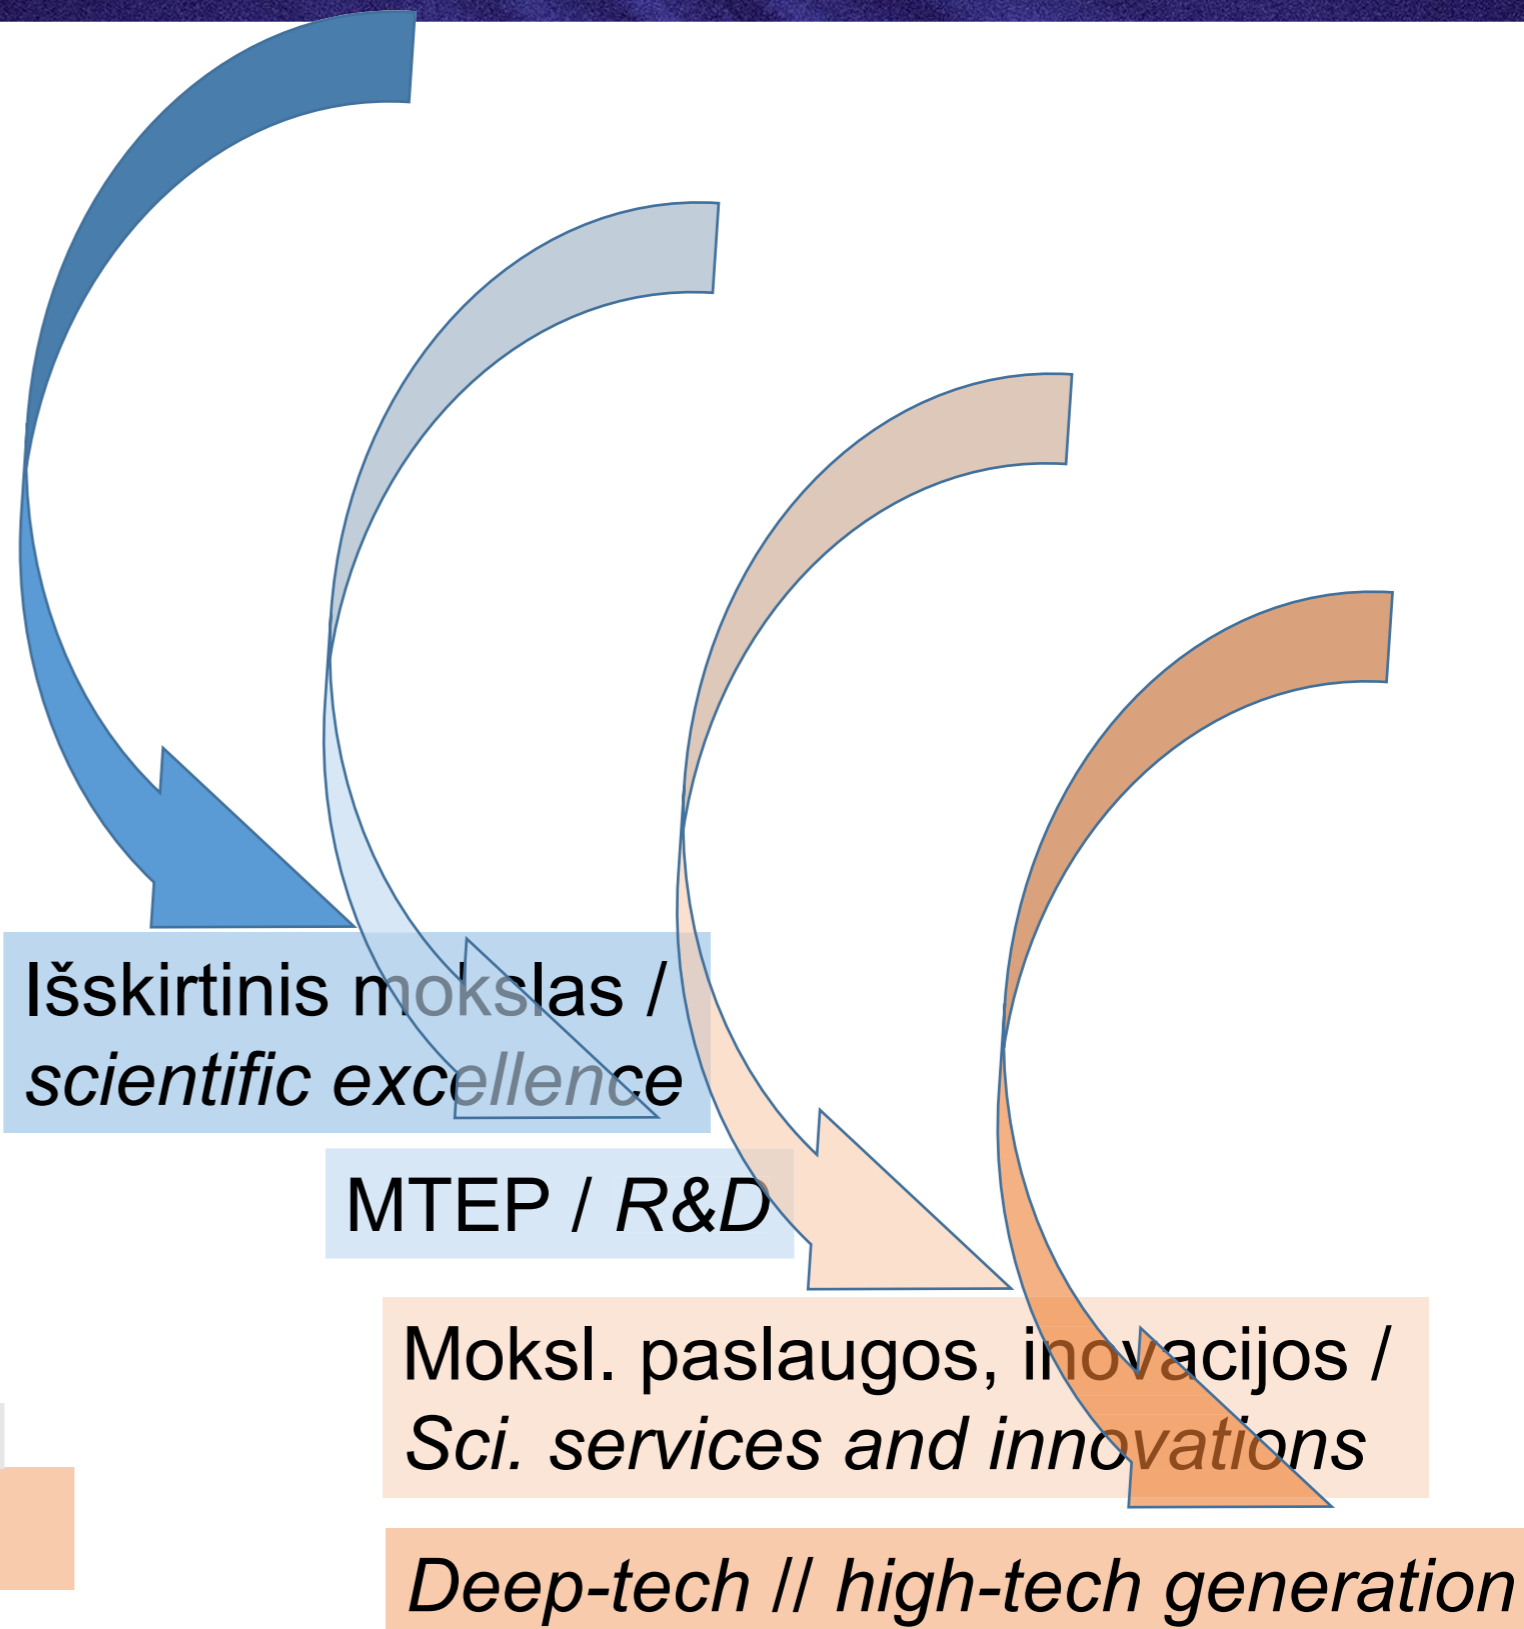 Išskirtinis mokslas /
scientific excellence
MTEP / R&D
Moksl. paslaugos, inovacijos /
Sci. services and innovations
Deep-tech // high-tech generation